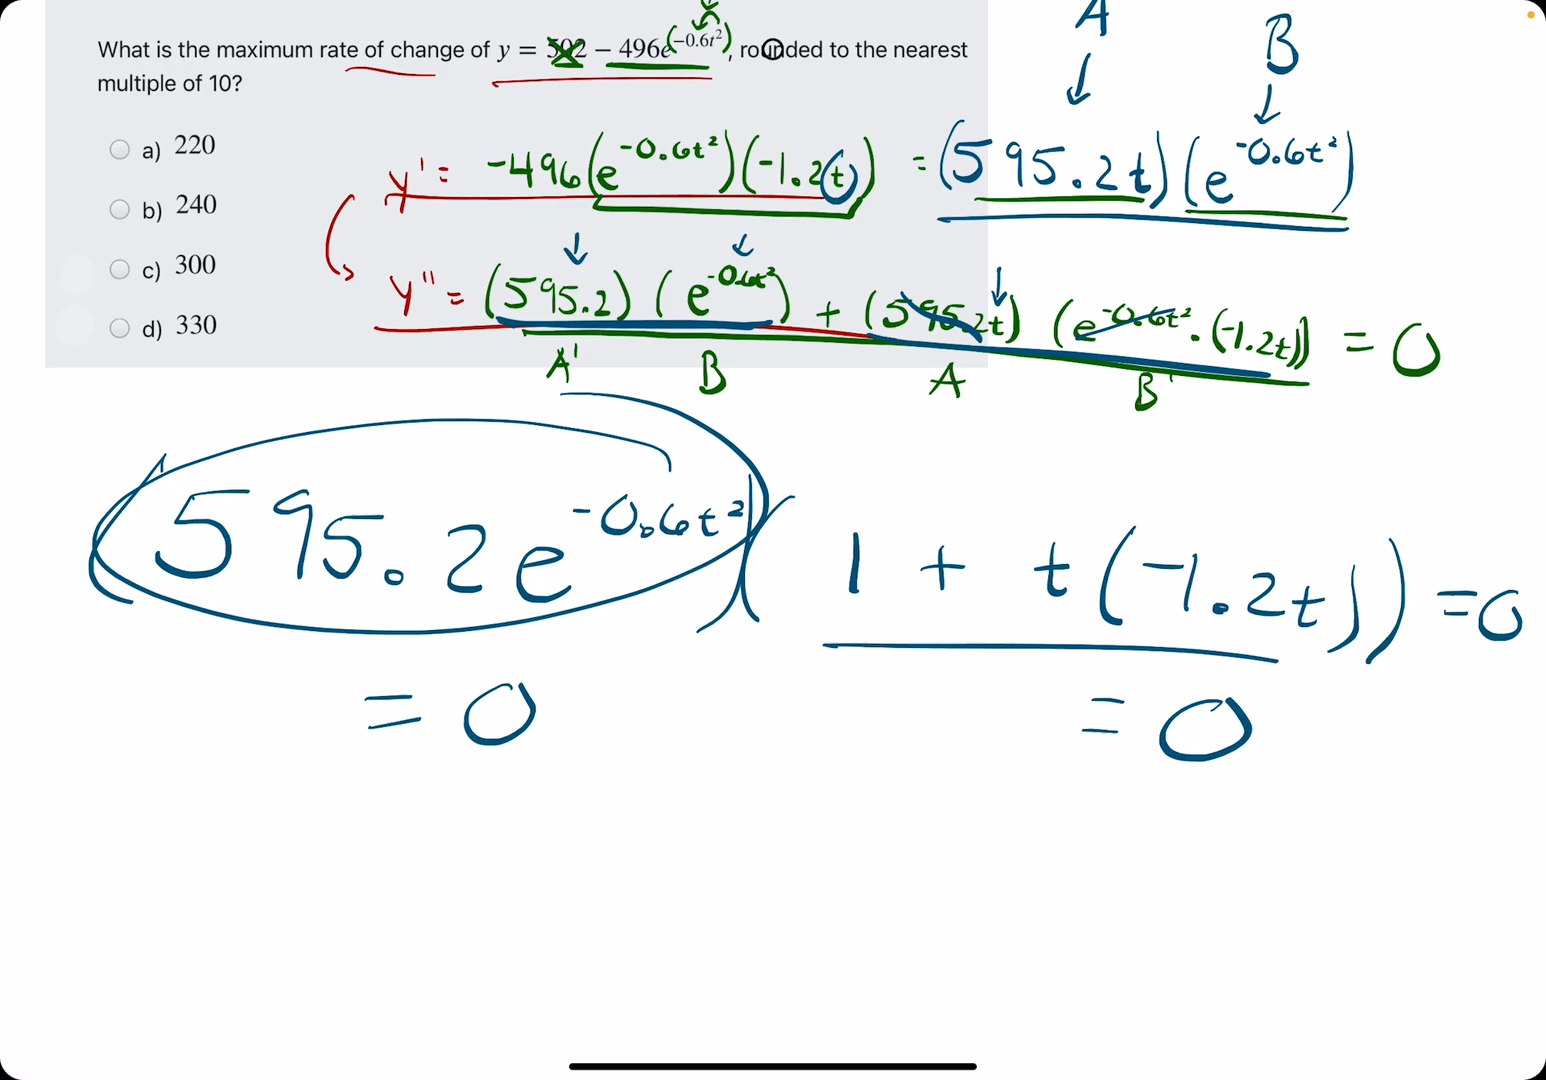 What is the maximum rate of change of y = 502 − 496e^(−0.6t²), rounded to the nearest
multiple of 10?
A
B
a) 220
b) 240
c) 300
d) 330
y' = -496(e^-0.6t²)(-1.2(t)) = (595.2t)(e^-0.6t²)
y'' = (595.2)(e^-0.6t²) + (595.2t)(e^-0.6t² · (-1.2t)) = 0
A' B A B'
(595.2e^-0.6t²)(1 + t(-1.2t)) = 0
= 0 = 0